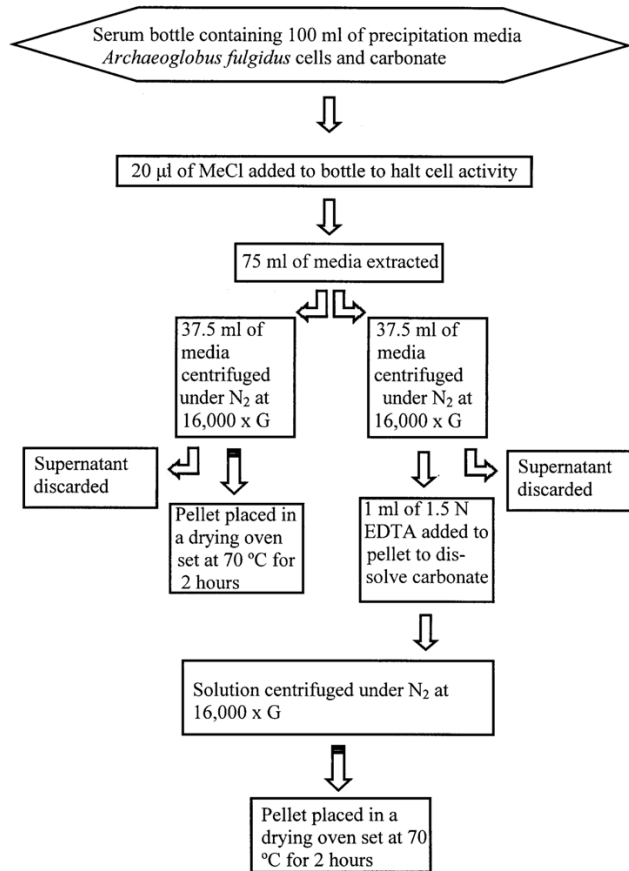 Serum bottle containing 100 ml of precipitation media
Archaeoglobus fulgidus cells and carbonate
20 µl of MeCl added to bottle to halt cell activity
75 ml of media extracted
37.5 ml of
media
centrifuged
under N₂ at
16,000 x G
37.5 ml of
media
centrifuged
under N₂ at
16,000 x G
Supernatant
discarded
Pellet placed in
a drying oven
set at 70 ºC for
2 hours
1 ml of 1.5 N
EDTA added to
pellet to dis-
solve carbonate
Supernatant
discarded
Solution centrifuged under N₂ at
16,000 x G
Pellet placed in a
drying oven set at 70
ºC for 2 hours